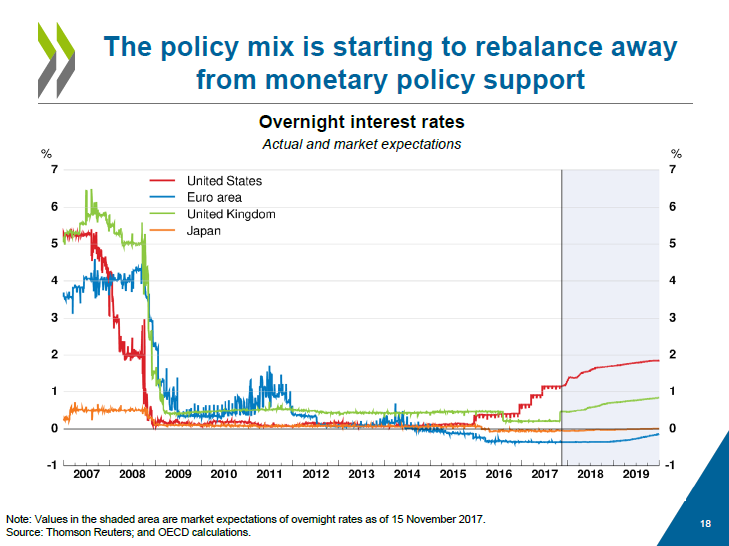 The policy mix is starting to rebalance away
from monetary policy support
Overnight interest rates
Actual and market expectations
% %
7 7
6 6
5 5
4 4
3 3
2 2
1 1
0 0
-1 -1
United States
Euro area
United Kingdom
Japan
2007 2008 2009 2010 2011 2012 2013 2014 2015 2016 2017 2018 2019
Note: Values in the shaded area are market expectations of overnight rates as of 15 November 2017.
Source: Thomson Reuters; and OECD calculations.
18